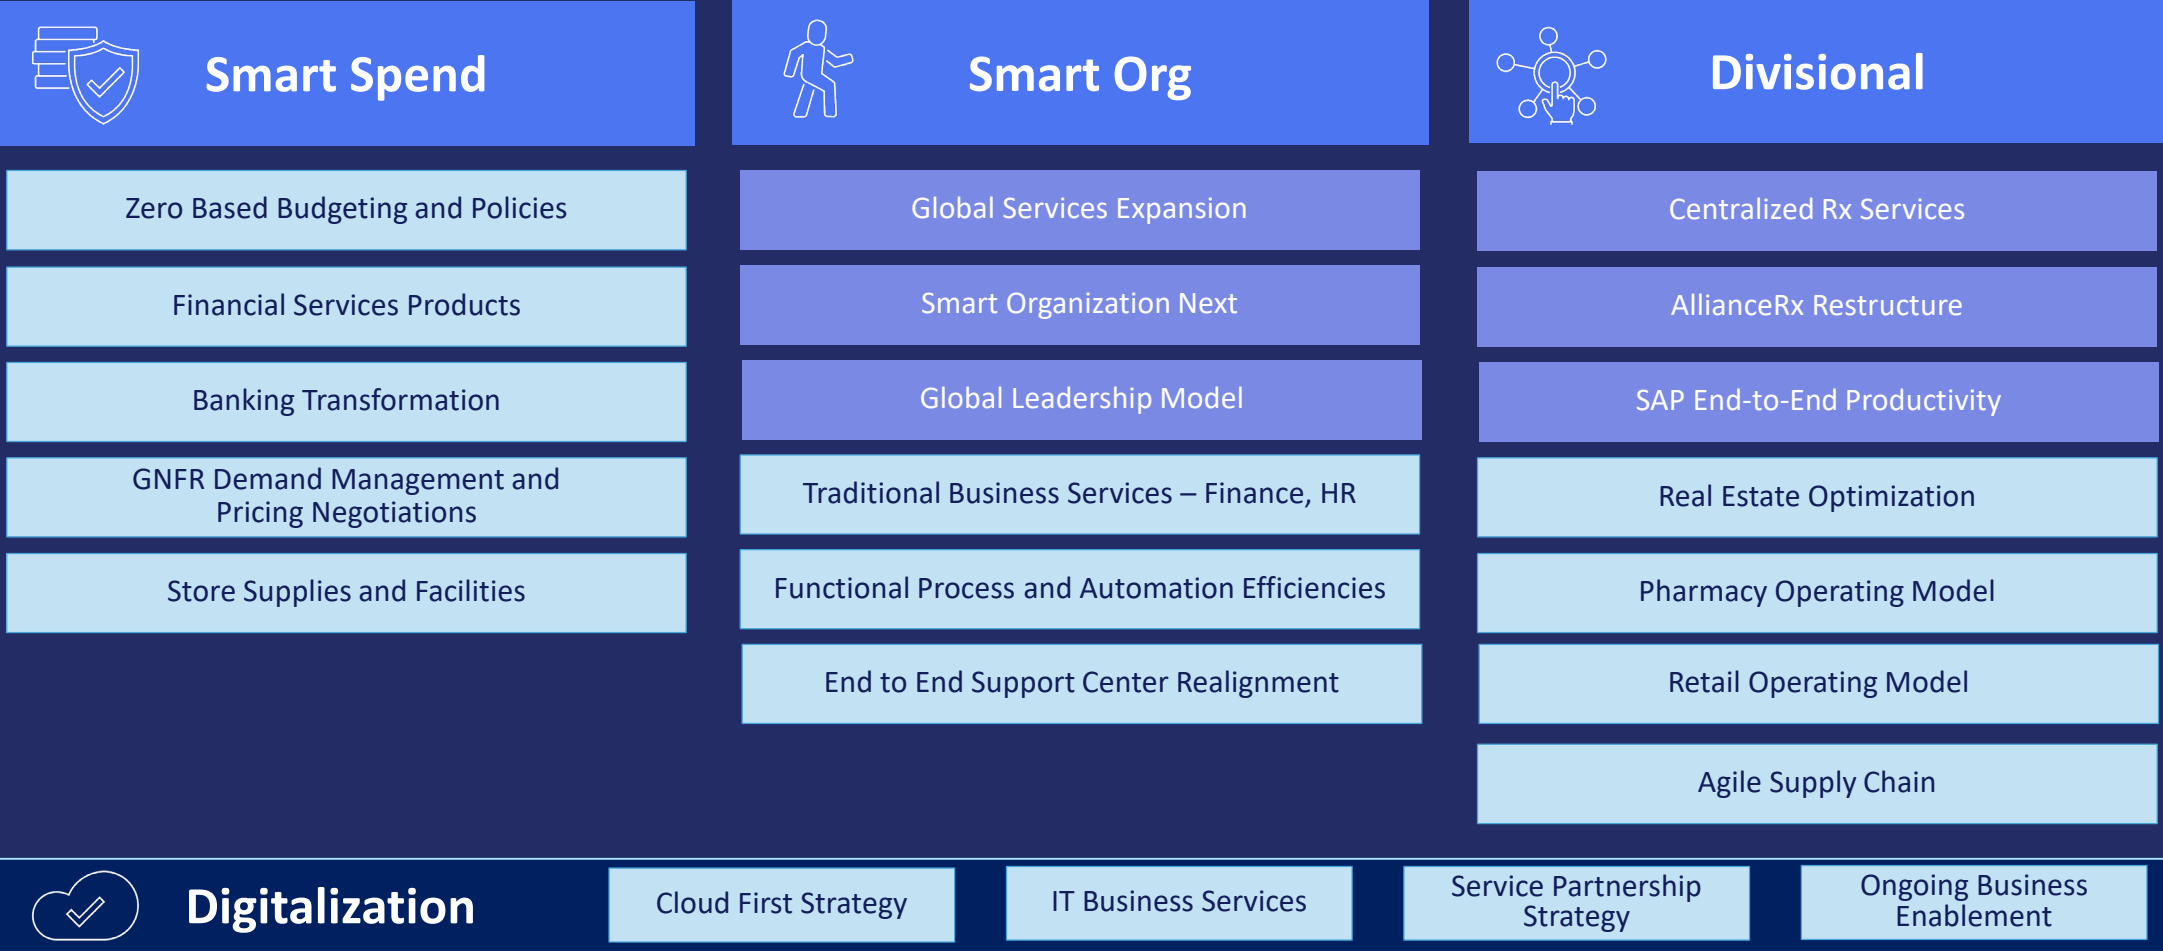 Smart Spend
Zero Based Budgeting and Policies
Financial Services Products
Banking Transformation
GNFR Demand Management and
Pricing Negotiations
Store Supplies and Facilities
Smart Org
Global Services Expansion
Smart Organization Next
Global Leadership Model
Traditional Business Services – Finance, HR
Functional Process and Automation Efficiencies
End to End Support Center Realignment
Divisional
Centralized Rx Services
AllianceRx Restructure
SAP End-to-End Productivity
Real Estate Optimization
Pharmacy Operating Model
Retail Operating Model
Agile Supply Chain
Digitalization
Cloud First Strategy
IT Business Services
Service Partnership
Strategy
Ongoing Business
Enablement